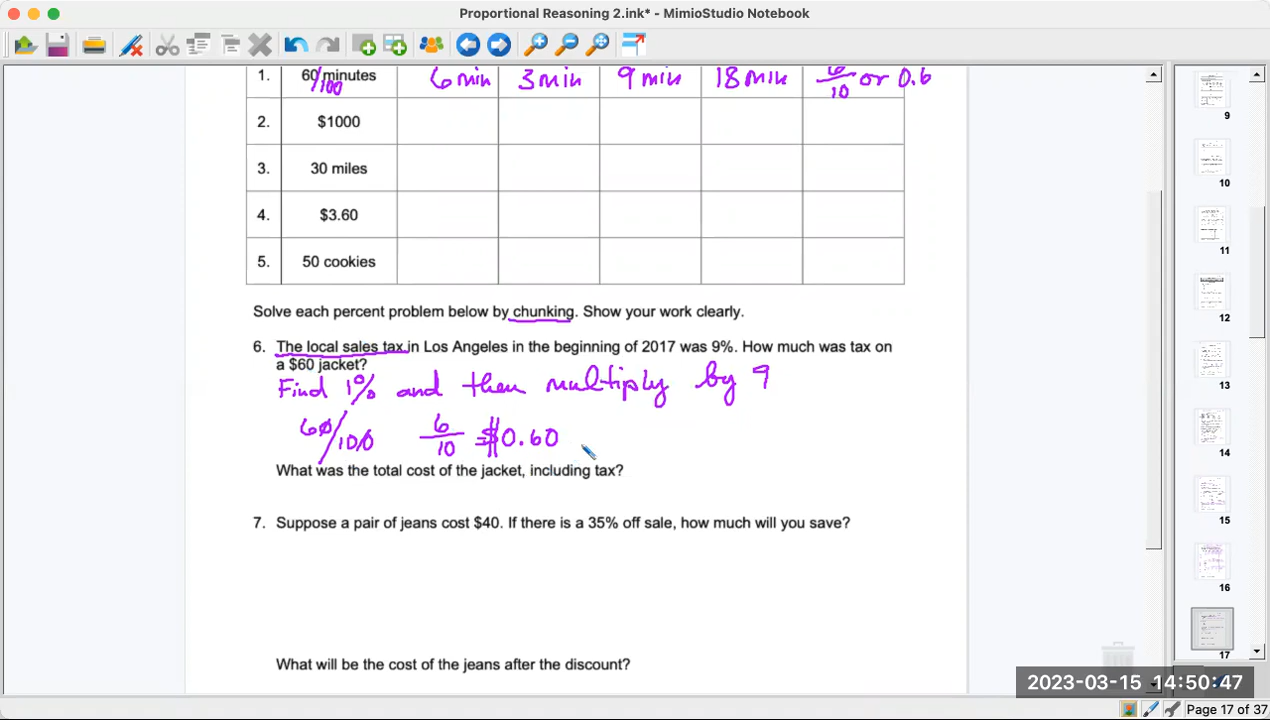 Proportional Reasoning 2.ink* - MimioStudio Notebook
1. 60 minutes /100 6 min 3 min 9 min 18 min 6/10 or 0.6
2. $1000
3. 30 miles
4. $3.60
5. 50 cookies
Solve each percent problem below by chunking. Show your work clearly.
6. The local sales tax in Los Angeles in the beginning of 2017 was 9%. How much was tax on
a $60 jacket?
Find 1% and then multiply by 9
60/100 6/10 = $0.60
What was the total cost of the jacket, including tax?
7. Suppose a pair of jeans cost $40. If there is a 35% off sale, how much will you save?
What will be the cost of the jeans after the discount?
9
10
11
12
13
14
15
16
17
2023-03-15 14:50:47
Page 17 of 37